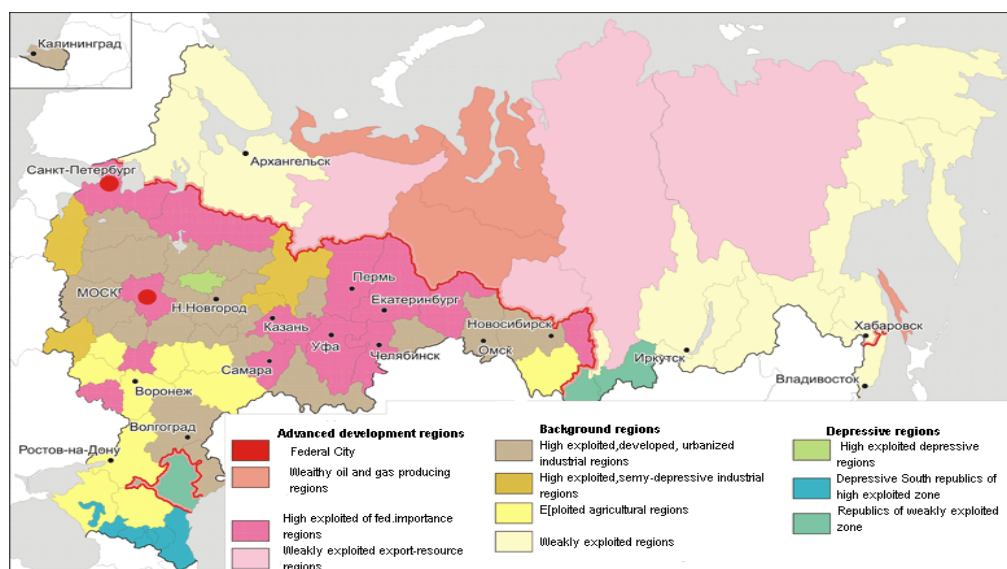 Калининград
Архангельск
Санкт-Петербург
Пермь
МОСК
Екатеринбург
Н.Новгород
Новосибирск
Хабаровск
Казань
Уфа
Омск
Иркутск
Челябинск
Самара
Владивосток
Воронеж
Волгоград
Ростов-на-Дону
Advanced development regions
Federal City
Wealthy oil and gas producing
regions
High exploited of fed.importance
regions
Weakly exploited export-resource
regions
Background regions
High exploited,developed, urbanized
industrial regions
High exploited,semry-depressive industrial
regions
E[ploited agricultural regions
Weakly exploited regions
Depressive regions
High exploited depressive
regions
Depressive South republics of
high exploited zone
Republics of weakly exploited
zone